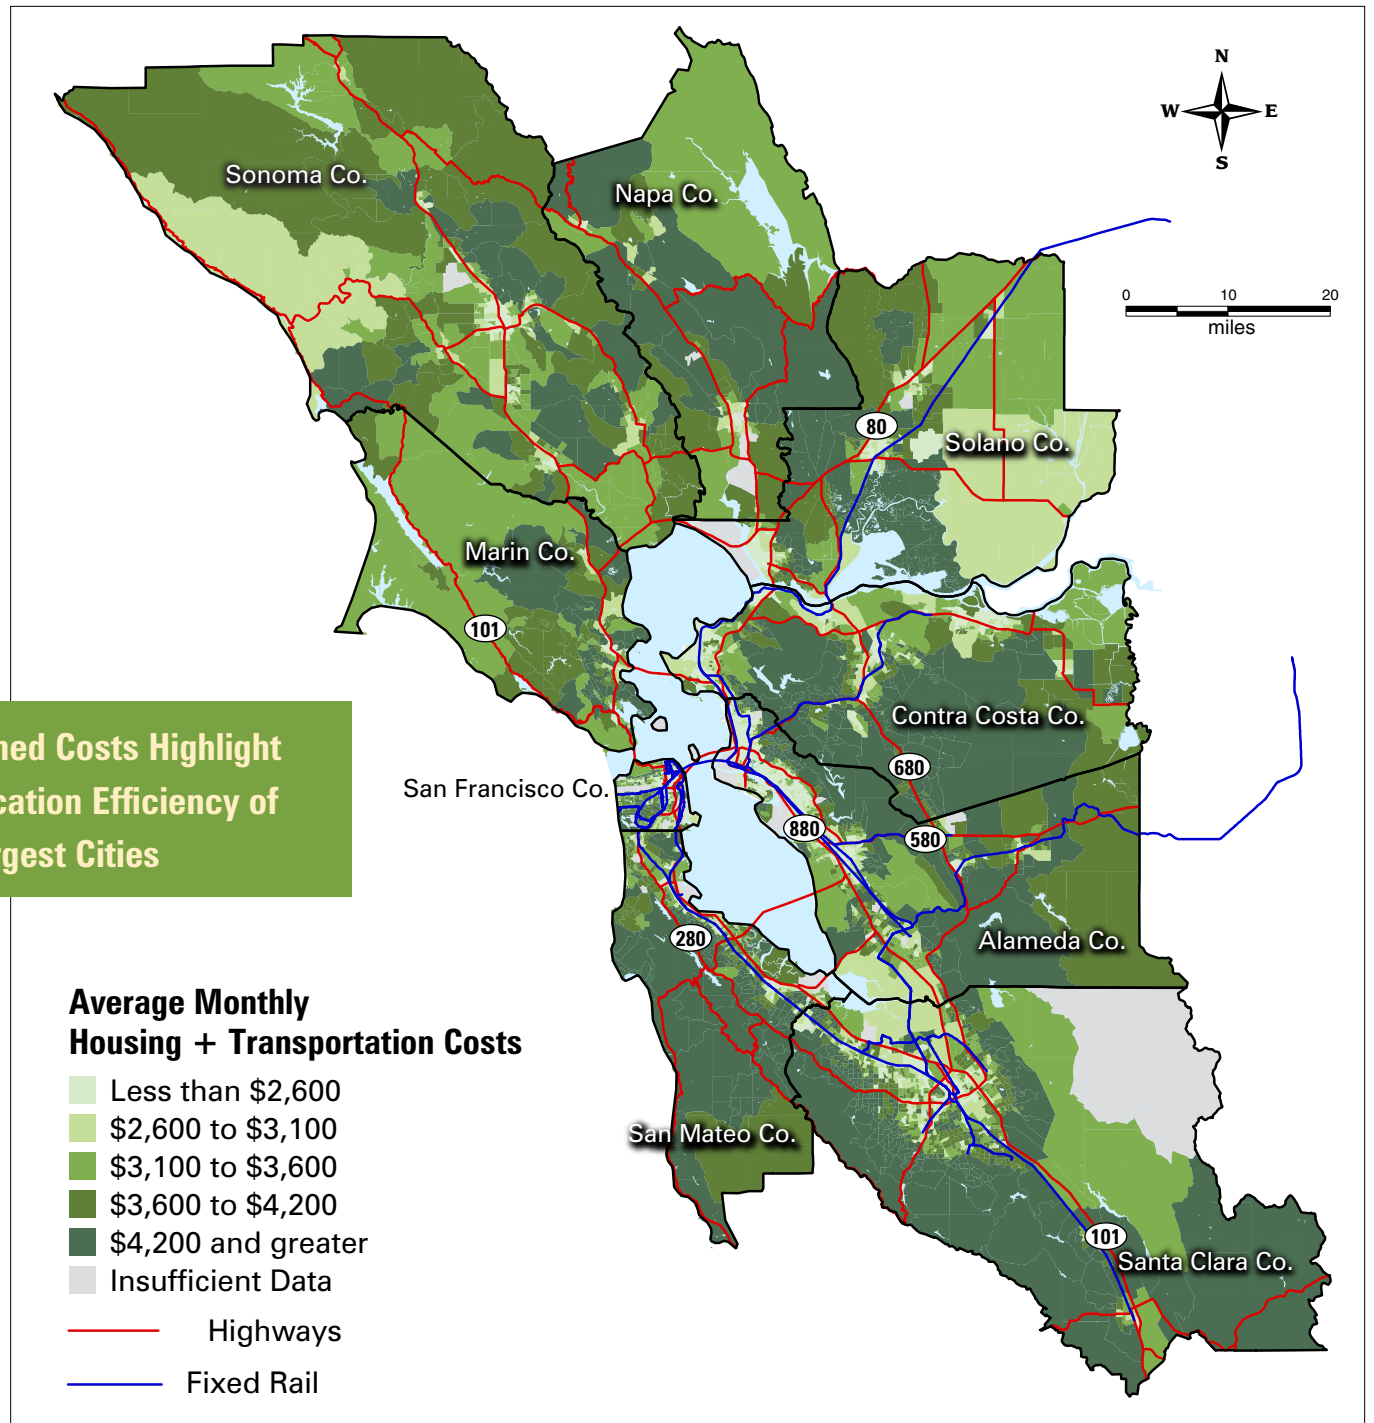 N
W E
S
Sonoma Co.
Napa Co.
0 10 20
miles
80
Solano Co.
Marin Co.
101
Contra Costa Co.
ned Costs Highlight
cation Efficiency of
rgest Cities
680
San Francisco Co.
880
580
280
Alameda Co.
Average Monthly
Housing + Transportation Costs
Less than $2,600
$2,600 to $3,100
$3,100 to $3,600
$3,600 to $4,200
$4,200 and greater
Insufficient Data
Highways
Fixed Rail
San Mateo Co.
101
Santa Clara Co.